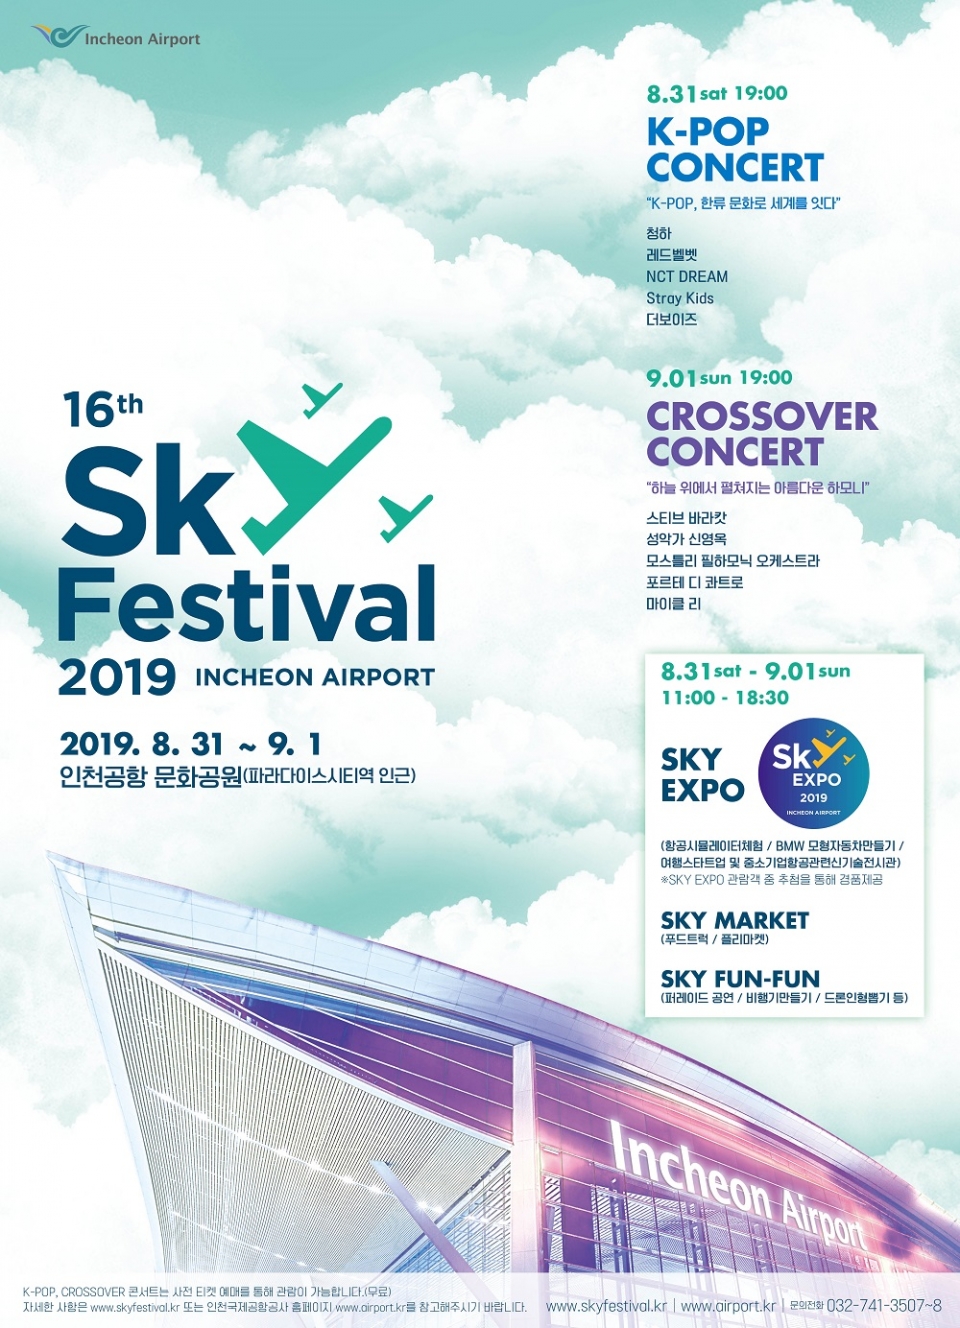 Incheon Airport
8.31 sat 19:00
K-POP
CONCERT
"K-POP, 한류 문화로 세계를 잇다"
청하
레드벨벳
NCT DREAM
Stray Kids
더보이즈
9.01 sun 19:00
CROSSOVER
CONCERT
"하늘 위에서 펼쳐지는 아름다운 하모니"
스티브 바라캇
성악가 신영옥
모스틀리 필하모닉 오케스트라
포르테 디 콰트로
마이클 리
16th
Sky
Festival
2019 INCHEON AIRPORT
2019. 8. 31 ~ 9. 1
인천공항 문화공원(파라다이스시티역 인근)
8.31 sat - 9.01 sun
11:00 - 18:30
SKY
EXPO
Sky
EXPO
2019
INCHEON AIRPORT
(항공시뮬레이터체험 / BMW 모형자동차만들기 /
여행스타트업 및 중소기업항공관련신기술전시관)
※SKY EXPO 관람객 중 추첨을 통해 경품제공
SKY MARKET
(푸드트럭 / 플리마켓)
SKY FUN-FUN
(퍼레이드 공연 / 비행기만들기 / 드론인형뽑기 등)
Incheon Airport
K-POP, CROSSOVER 콘서트는 사전 티켓 예매를 통해 관람이 가능합니다.(무료)
자세한 사항은 www.skyfestival.kr 또는 인천국제공항공사 홈페이지 www.airport.kr를 참고해주시기 바랍니다.
www.skyfestival.kr | www.airport.kr | 문의전화 032-741-3507~8